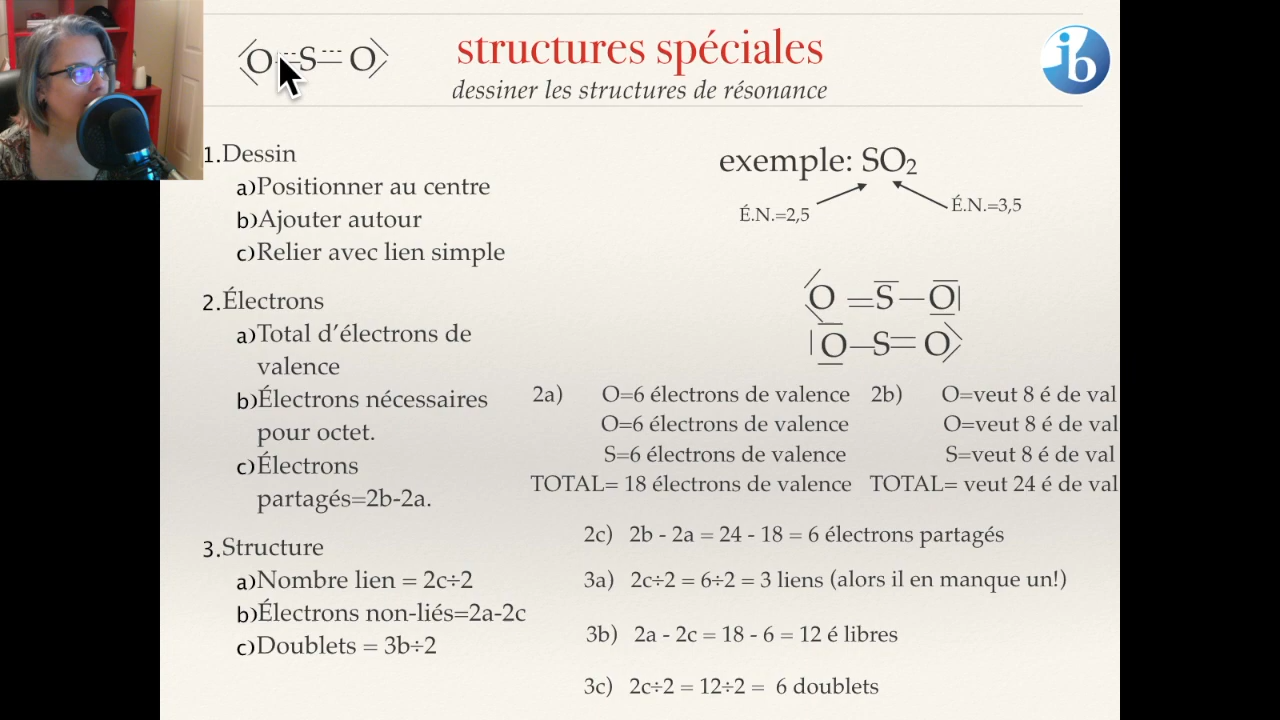 O S O
structures spéciales
dessiner les structures de résonance
ib
1.Dessin
a)Positionner au centre
b)Ajouter autour
c)Relier avec lien simple
2.Électrons
a)Total d'électrons de
valence
b)Électrons nécessaires
pour octet.
c)Électrons
partagés=2b-2a.
3.Structure
a)Nombre lien = 2c÷2
b)Électrons non-liés=2a-2c
c)Doublets = 3b÷2
exemple: SO₂
É.N.=2,5
É.N.=3,5
O=S—O
O—S=O
2a) O=6 électrons de valence
O=6 électrons de valence
S=6 électrons de valence
TOTAL= 18 électrons de valence
2b) O=veut 8 é de val
O=veut 8 é de val
S=veut 8 é de val
TOTAL= veut 24 é de val
2c) 2b - 2a = 24 - 18 = 6 électrons partagés
3a) 2c÷2 = 6÷2 = 3 liens (alors il en manque un!)
3b) 2a - 2c = 18 - 6 = 12 é libres
3c) 2c÷2 = 12÷2 = 6 doublets